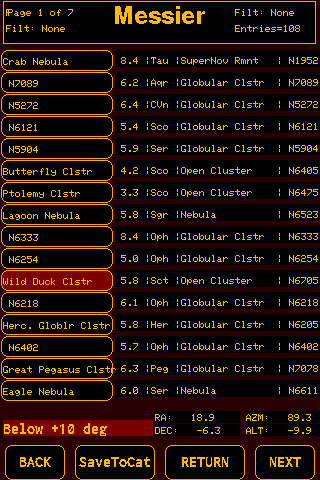 Page 1 of 7 Messier Filt: None
Filt: None Entries=108
Crab Nebula 8.4 ¦Tau ¦SuperNov Rmnt ¦ N1952
N7089 6.2 ¦Aqr ¦Globular Clstr ¦ N7089
N5272 6.4 ¦CVn ¦Globular Clstr ¦ N5272
N6121 5.4 ¦Sco ¦Globular Clstr ¦ N6121
N5904 5.9 ¦Ser ¦Globular Clstr ¦ N5904
Butterfly Clstr 4.2 ¦Sco ¦Open Cluster ¦ N6405
Ptolemy Clstr 3.3 ¦Sco ¦Open Cluster ¦ N6475
Lagoon Nebula 5.8 ¦Sgr ¦Nebula ¦ N6523
N6333 8.4 ¦Oph ¦Globular Clstr ¦ N6333
N6254 5.0 ¦Oph ¦Globular Clstr ¦ N6254
Wild Duck Clstr 5.8 ¦Sct ¦Open Cluster ¦ N6705
N6218 6.1 ¦Oph ¦Globular Clstr ¦ N6218
Herc. Globlr Clstr 5.8 ¦Her ¦Globular Clstr ¦ N6205
N6402 5.7 ¦Oph ¦Globular Clstr ¦ N6402
Great Pegasus Clstr 6.3 ¦Peg ¦Globular Clstr ¦ N7078
Eagle Nebula 6.0 ¦Ser ¦Nebula ¦ N6611
RA: 18.9 AZM: 89.3
Below +10 deg DEC: -6.3 ALT: -9.9
BACK SaveToCat RETURN NEXT